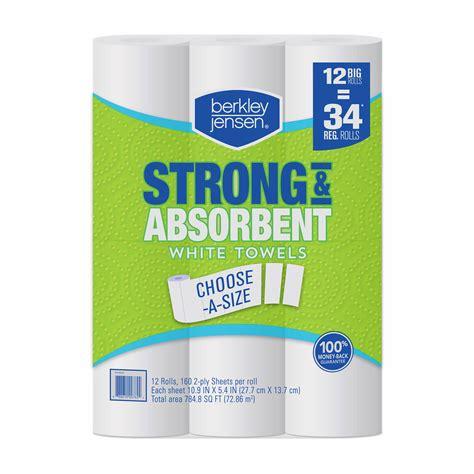 berkley
jensen®
12 BIG
ROLLS
=
34*
REG. ROLLS
STRONG &
ABSORBENT
WHITE TOWELS
CHOOSE
-A-SIZE
100%
MONEY-BACK
GUARANTEE
12 Rolls, 160 2-ply Sheets per roll
Each sheet 10.9 IN X 5.4 IN (27.7 cm X 13.7 cm)
Total area 784.8 SQ FT (72.86 m²)